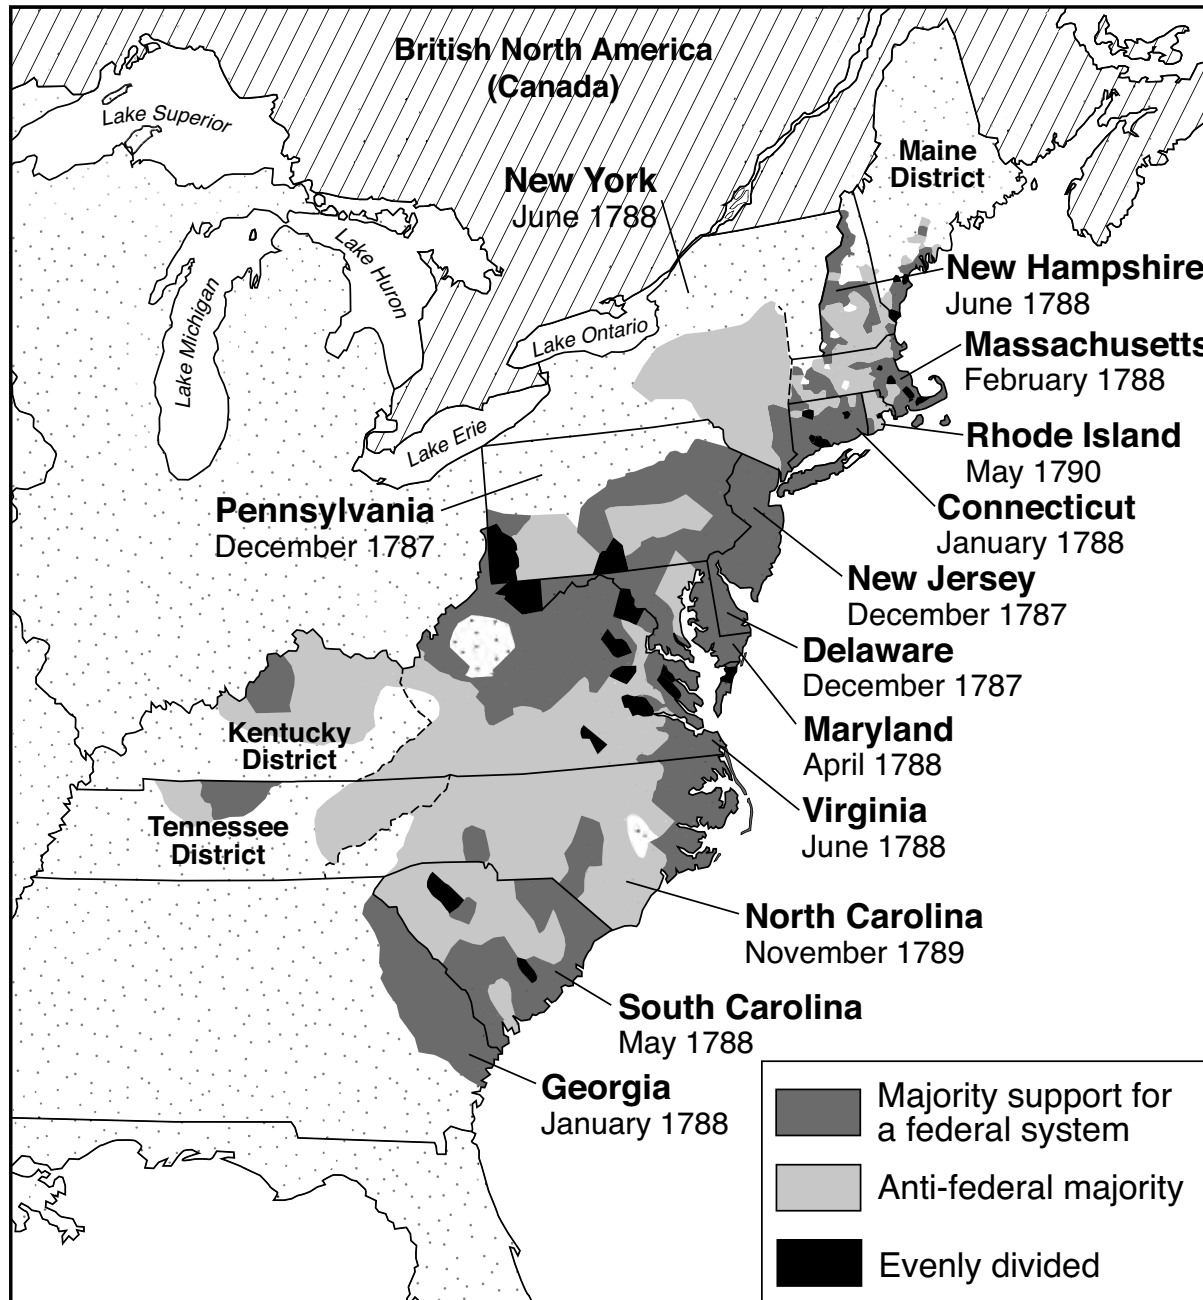 British North America
(Canada)
Lake Superior
Maine
District
New York
June 1788
Lake Huron
Lake Michigan
New Hampshire
June 1788
Lake Ontario
Massachusetts
February 1788
Lake Erie
Rhode Island
May 1790
Pennsylvania
December 1787
Connecticut
January 1788
New Jersey
December 1787
Delaware
December 1787
Kentucky
District
Maryland
April 1788
Virginia
June 1788
Tennessee
District
North Carolina
November 1789
South Carolina
May 1788
Georgia
January 1788
Majority support for
a federal system
Anti-federal majority
Evenly divided